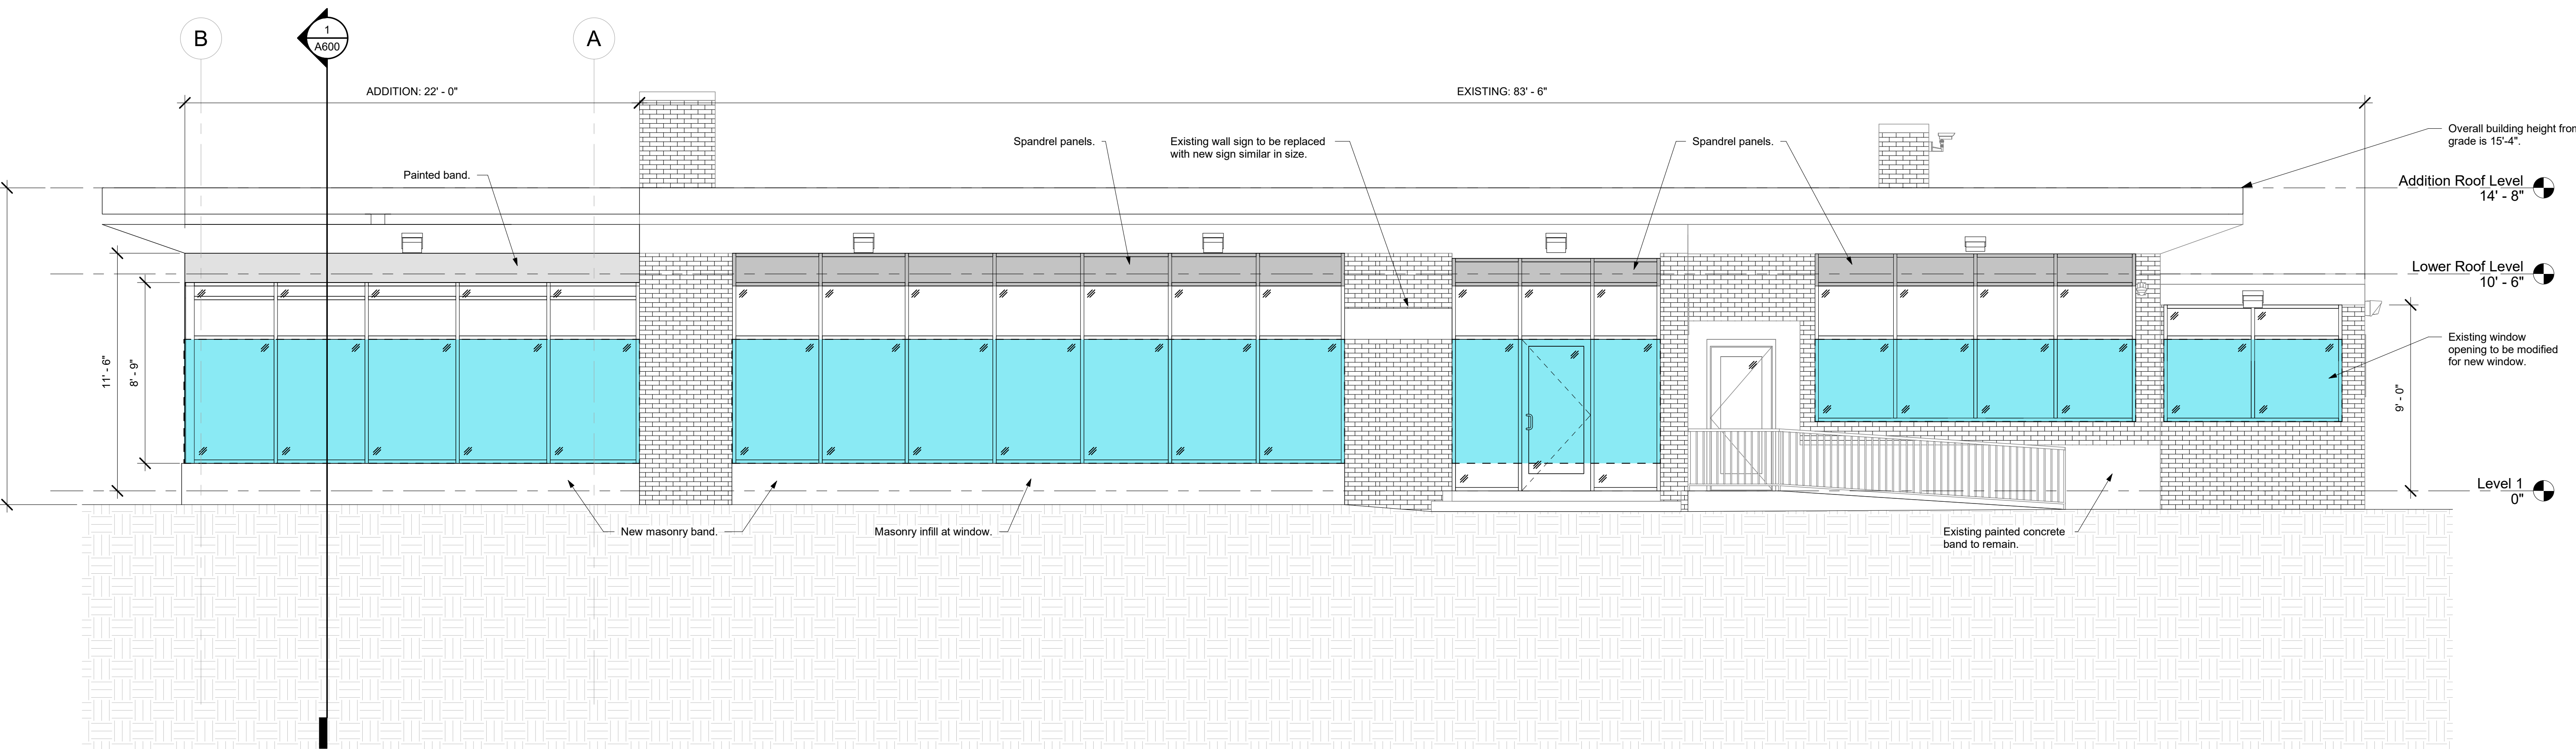 B
1
A600
A
ADDITION: 22' - 0"
EXISTING: 83' - 6"
Painted band.
Spandrel panels.
Existing wall sign to be replaced
with new sign similar in size.
Spandrel panels.
Overall building height from
grade is 15'-4".
Addition Roof Level
14' - 8"
Lower Roof Level
10' - 6"
Existing window
opening to be modified
for new window.
11' - 6"
8' - 9"
9' - 0"
Level 1
0"
New masonry band.
Masonry infill at window.
Existing painted concrete
band to remain.